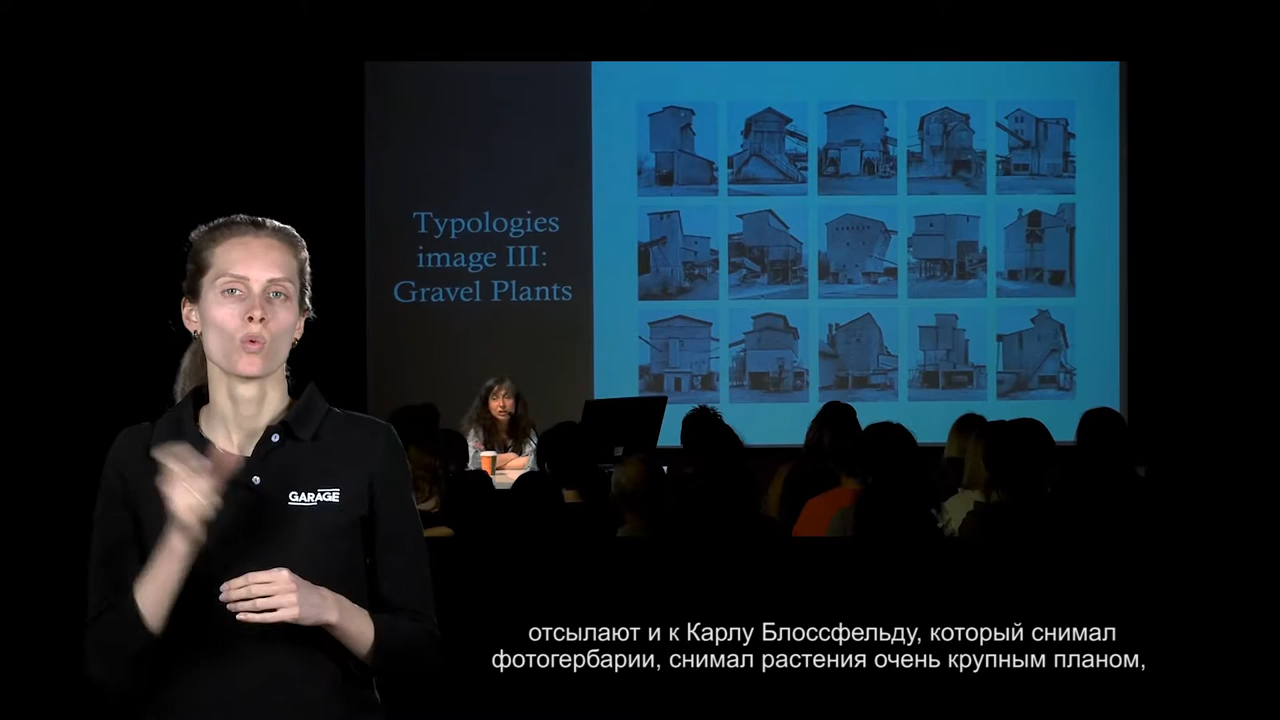 Typologies
image III:
Gravel Plants
GARAGE
отсылают и к Карлу Блоссфельду, который снимал
фотогербарии, снимал растения очень крупным планом,